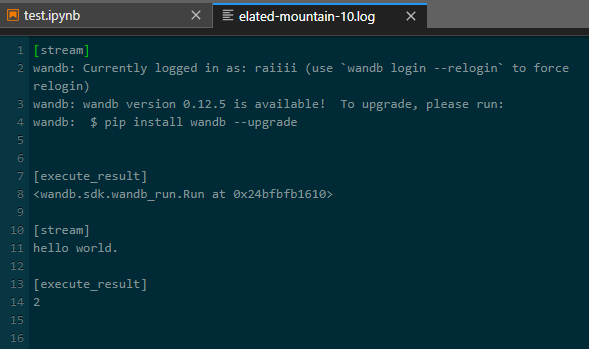 test.ipynb
elated-mountain-10.log
1 [stream]
2 wandb: Currently logged in as: raiiii (use `wandb login --relogin` to force
relogin)
3 wandb: wandb version 0.12.5 is available!  To upgrade, please run:
4 wandb:  $ pip install wandb --upgrade
5
6
7 [execute_result]
8 <wandb.sdk.wandb_run.Run at 0x24bfbfb1610>
9
10 [stream]
11 hello world.
12
13 [execute_result]
14 2
15
16